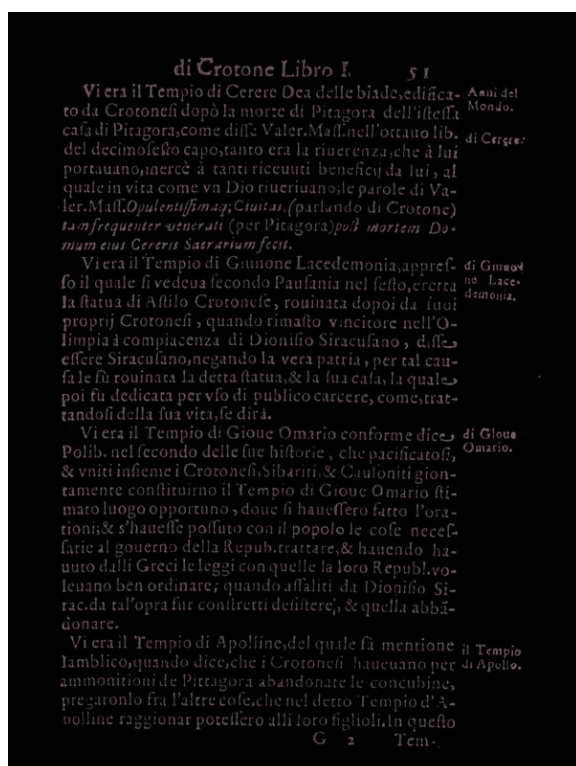 di Crotone Libro I. 51
Vi era il Tempio di Cerere Dea delle biade, edifica-
to da Crotonesi dopò la morte di Pitagora dell'istessa
casa di Pitagora, come disse Valer. Mass. nell'ottauo lib.
del decimosesto capo, tanto era la riuerenza, che à lui
portauano, mercè à tanti riceuuti beneficij da lui, al
quale in vita come vn Dio riueriuano; le parole di Va-
ler. Mass. Opulentissimaq; Ciuitas, (parlando di Crotone)
tam frequenter venerati (per Pitagora) post mortem Do-
mum eius Cereris Sacrarium fecit.
Vi era il Tempio di Giunone Lacedemonia, appres-
so il quale si vedeua secondo Pausania nel sesto, eretta
la statua di Astilo Crotonese, rouinata dopoi da suoi
proprij Crotonesi, quando rimasto vincitore nell'O-
limpia à compiacenza di Dionisio Siracusano, disse
essere Siracusano, negando la vera patria, per tal cau-
sa le fù rouinata la detta statua, & la sua casa, la quale
poi fù dedicata per vso di publico carcere, come, trat-
tandosi della sua vita, se dirà.
Vi era il Tempio di Gioue Omario conforme dice
Polib. nel secondo delle sue historie, che pacificatosi,
& vniti insieme i Crotonesi, Sibariti, & Cauloniti gion-
tamente constituirno il Tempio di Gioue Omario sti-
mato luogo opportuno, doue si hauessero fatto l'ora-
tioni; & s'hauesse possuto con il popolo le cose neces-
sarie al gouerno della Repub. trattare, & hauendo ha-
uuto dalli Greci le leggi con quelle la loro Republ. vo-
leuano ben ordinare; quando assaliti da Dionisio Si-
rac. da tal'opra fur constretti desistere, & quella abbã-
donare.
Vi era il Tempio di Apolline, del quale fà mentione
Iamblico, quando dice, che i Crotonesi haueuano per
ammonitioni de Pittagora abandonate le concubine,
pregaronlo fra l'altre cose, che nel detto Tempio d'A-
polline raggionar potessero alli loro figlioli. In questo
G 2 Tem-
Anni del
Mondo.
di Cerere.
di Giuno
no Lace-
demonia.
di Gioue
Omario.
il Tempio
di Apollo.